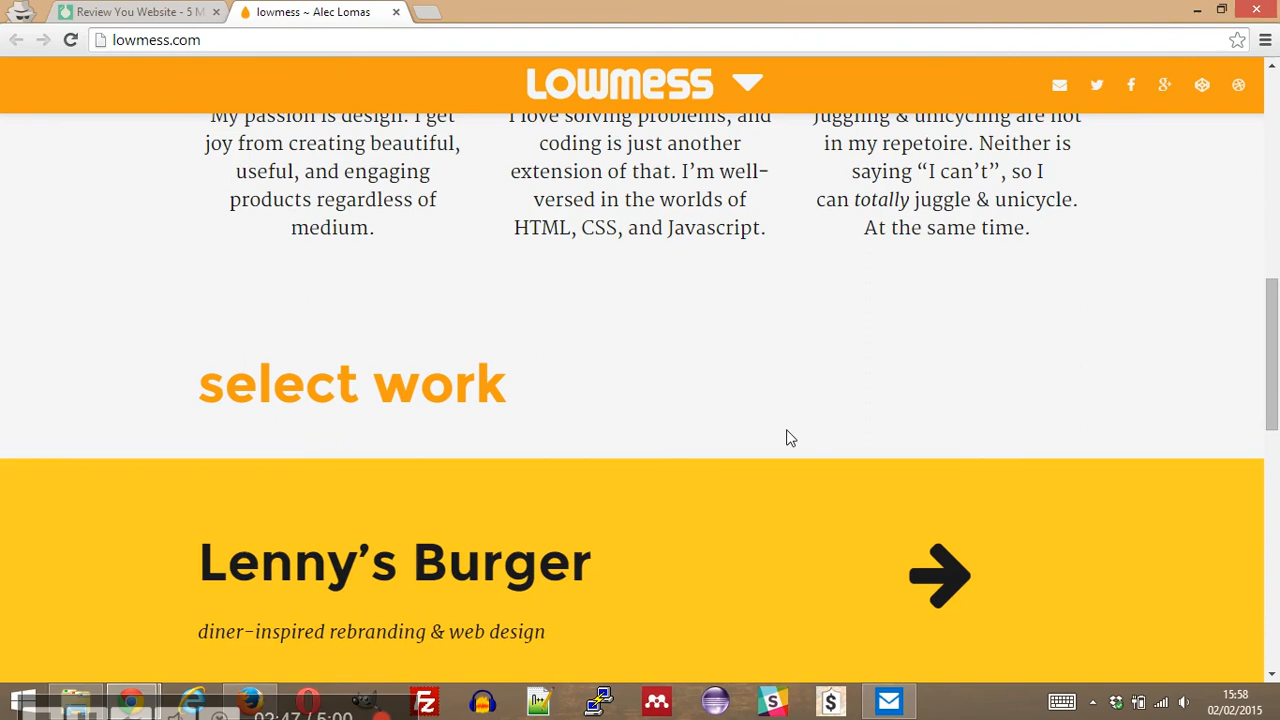 Review You Website - 5 M
lowmess ~ Alec Lomas
lowmess.com
LOWMESS
My passion is design. I get
joy from creating beautiful,
useful, and engaging
products regardless of
medium.
I love solving problems, and
coding is just another
extension of that. I'm well-
versed in the worlds of
HTML, CSS, and Javascript.
Juggling & unicycling are not
in my repetoire. Neither is
saying “I can’t”, so I
can totally juggle & unicycle.
At the same time.
select work
Lenny’s Burger
diner-inspired rebranding & web design
02:47 / 5:00
15:58
02/02/2015